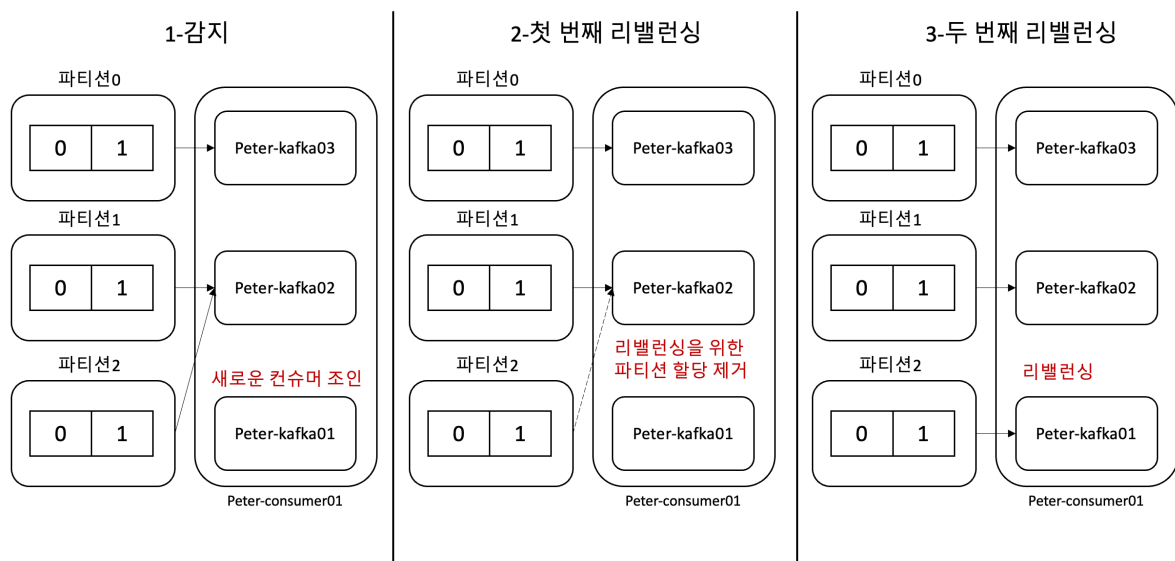 1-감지
파티션0
0 1
Peter-kafka03
파티션1
0 1
Peter-kafka02
파티션2
새로운 컨슈머 조인
0 1
Peter-kafka01
Peter-consumer01
2-첫 번째 리밸런싱
파티션0
0 1
Peter-kafka03
파티션1
0 1
Peter-kafka02
리밸런싱을 위한
파티션 할당 제거
파티션2
0 1
Peter-kafka01
Peter-consumer01
3-두 번째 리밸런싱
파티션0
0 1
Peter-kafka03
파티션1
0 1
Peter-kafka02
파티션2
리밸런싱
0 1
Peter-kafka01
Peter-consumer01